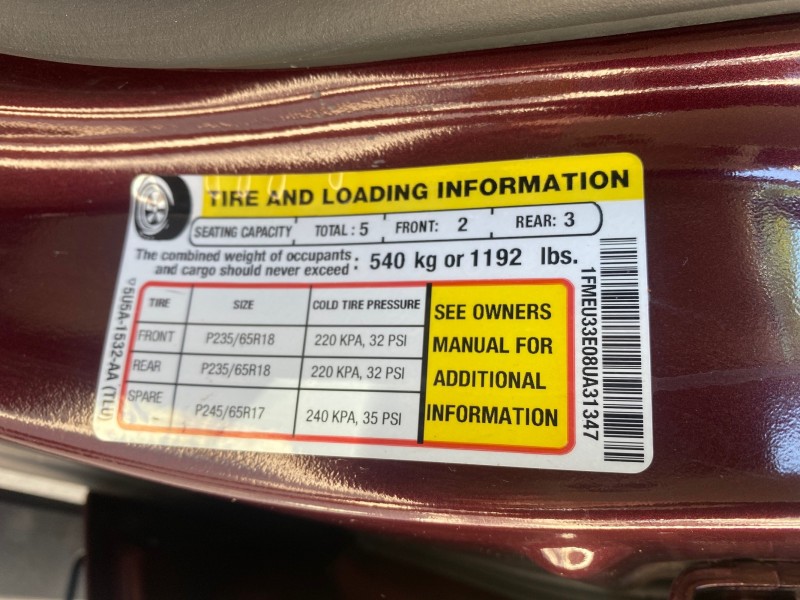 TIRE AND LOADING INFORMATION
SEATING CAPACITY TOTAL : 5 FRONT: 2 REAR: 3
The combined weight of occupants
and cargo should never exceed : 540 kg or 1192 lbs.
TIRE SIZE COLD TIRE PRESSURE
FRONT P235/65R18 220 KPA, 32 PSI
REAR P235/65R18 220 KPA, 32 PSI
SPARE P245/65R17 240 KPA, 35 PSI
SEE OWNERS
MANUAL FOR
ADDITIONAL
INFORMATION
5U5A-1532-AA (TLU)
1FMEU33E08UA31347